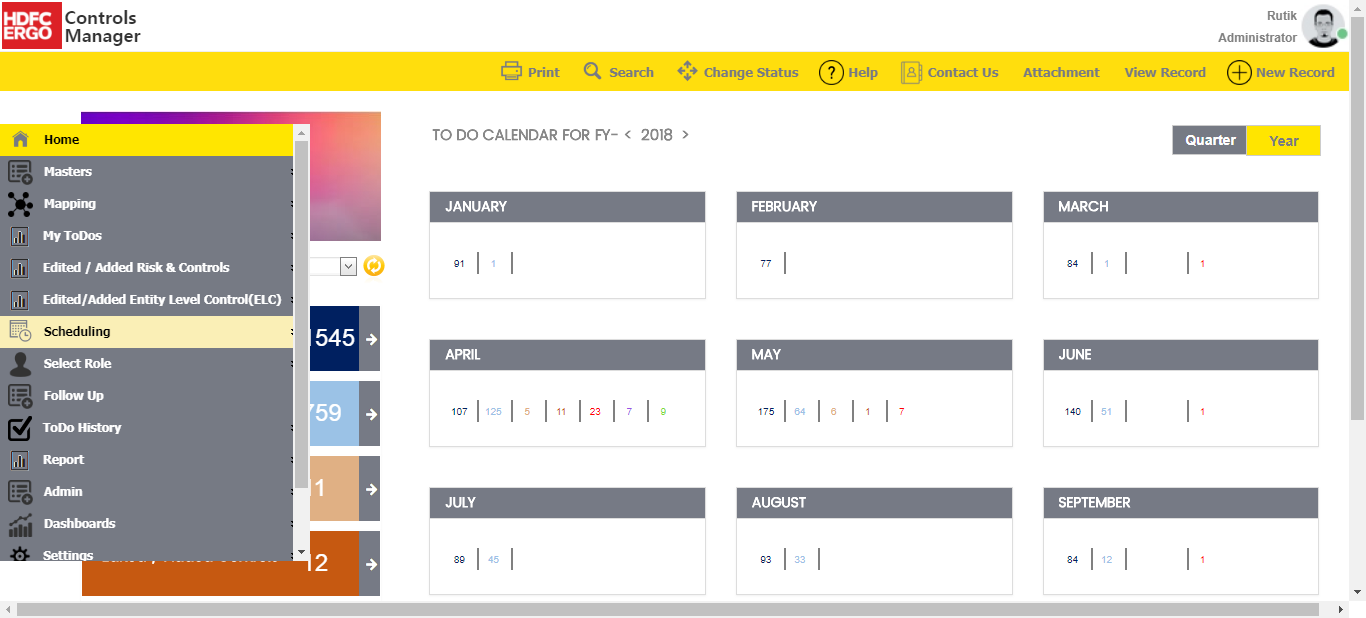 HDFC
ERGO
Controls
Manager
Rutik
Administrator
Print
Search
Change Status
? Help
Contact Us
Attachment
View Record
New Record
Home
Masters
Mapping
My ToDos
Edited / Added Risk & Controls
Edited/Added Entity Level Control(ELC)
Scheduling
Select Role
Follow Up
ToDo History
Report
Admin
Dashboards
Settings
1545
759
11
12
TO DO CALENDAR FOR FY- < 2018 >
Quarter
Year
JANUARY
91 1
FEBRUARY
77
MARCH
84 1 1
APRIL
107 125 5 11 23 7 9
MAY
175 64 6 1 7
JUNE
140 51 1
JULY
89 45
AUGUST
93 33
SEPTEMBER
84 12 1